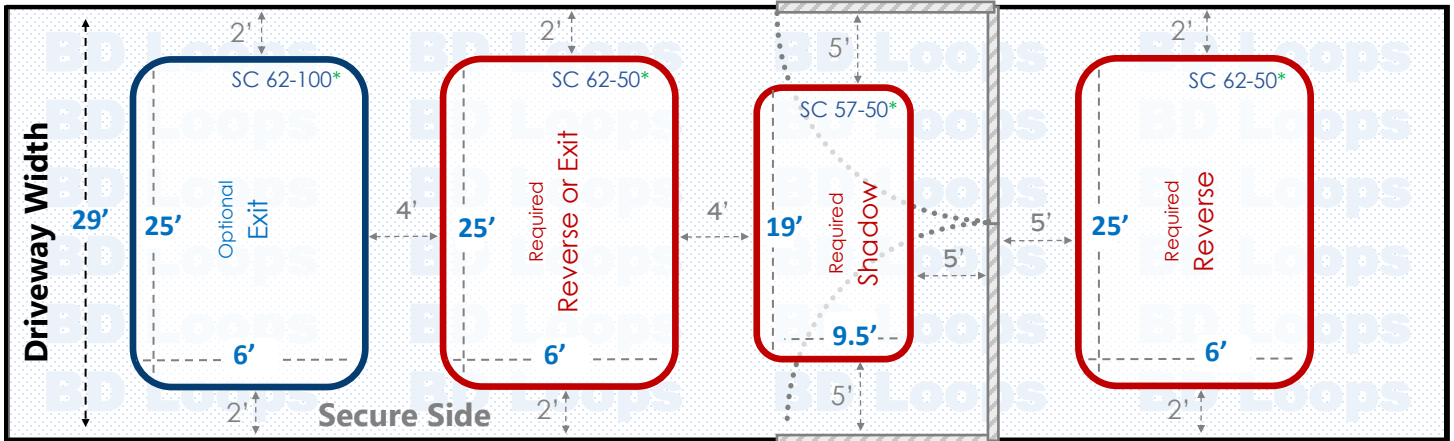 Driveway Width
29’
2’
SC 62-100*
25’
Optional
Exit
6’
2’
4’
2’
SC 62-50*
25’
Required
Reverse or Exit
6’
2’
4’
5’
SC 57-50*
19’
Required
Shadow
9.5’
5’
5’
5’
2’
SC 62-50*
25’
Required
Reverse
6’
2’
Secure Side
BD Loops